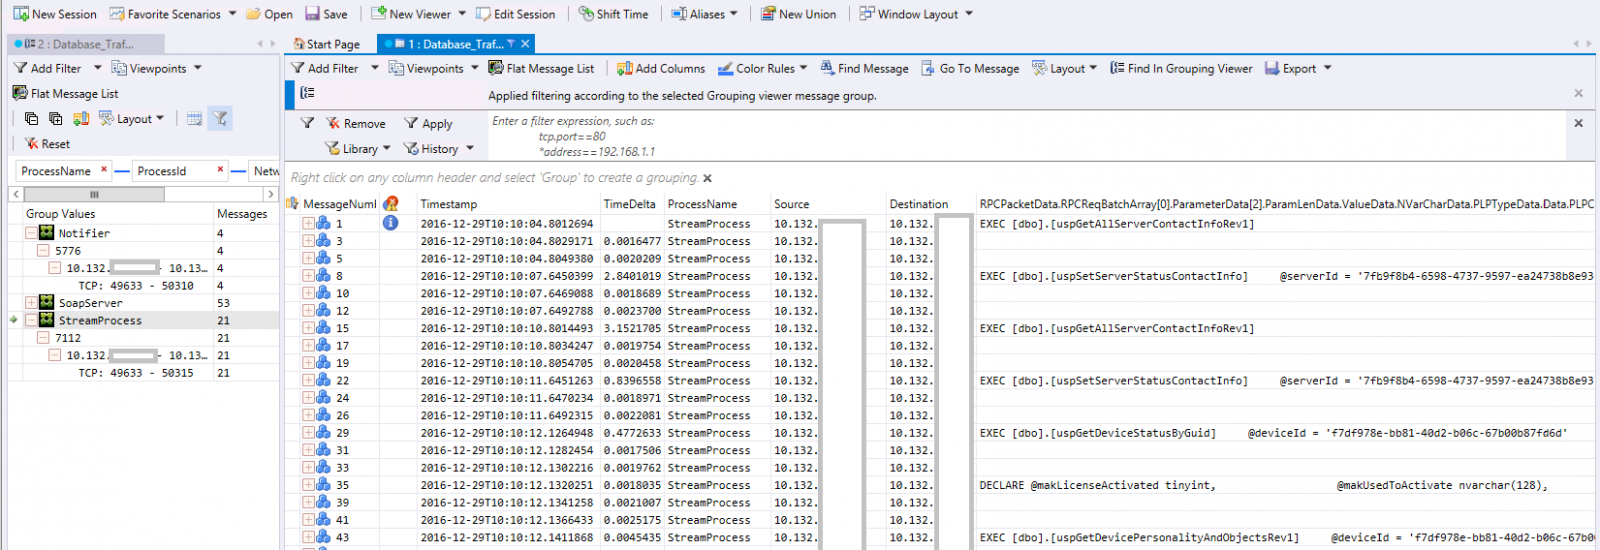 New Session Favorite Scenarios Open Save New Viewer Edit Session Shift Time Aliases New Union Window Layout
2 : Database_Traf... Start Page 1 : Database_Traf...
Add Filter Viewpoints Add Filter Viewpoints Flat Message List Add Columns Color Rules Find Message Go To Message Layout Find In Grouping Viewer Export
Flat Message List
Applied filtering according to the selected Grouping viewer message group.
Layout
Remove Apply Enter a filter expression, such as:
tcp.port==80
Reset Library History *address==192.168.1.1
ProcessName ProcessId Netw
Right click on any column header and select 'Group' to create a grouping.
MessageNuml Timestamp TimeDelta ProcessName Source Destination RPCPacketData.RPCReqBatchArray[0].ParameterData[2].ParamLenData.ValueData.NVarCharData.PLPTypeData.Data.PLPC
Group Values Messages
Notifier 4
5776 4
10.132. - 10.13... 4
TCP: 49633 - 50310 4
SoapServer 53
StreamProcess 21
7112 21
10.132. - 10.13... 21
TCP: 49633 - 50315 21
1 2016-12-29T10:10:04.8012694 StreamProcess 10.132. 10.132. EXEC [dbo].[uspGetAllServerContactInfoRev1]
3 2016-12-29T10:10:04.8029171 0.0016477 StreamProcess 10.132. 10.132.
5 2016-12-29T10:10:04.8049380 0.0020209 StreamProcess 10.132. 10.132.
8 2016-12-29T10:10:07.6450399 2.8401019 StreamProcess 10.132. 10.132. EXEC [dbo].[uspSetServerStatusContactInfo] @serverId = '7fb9f8b4-6598-4737-9597-ea24738b8e93
10 2016-12-29T10:10:07.6469088 0.0018689 StreamProcess 10.132. 10.132.
12 2016-12-29T10:10:07.6492788 0.0023700 StreamProcess 10.132. 10.132.
15 2016-12-29T10:10:10.8014493 3.1521705 StreamProcess 10.132. 10.132. EXEC [dbo].[uspGetAllServerContactInfoRev1]
17 2016-12-29T10:10:10.8034247 0.0019754 StreamProcess 10.132. 10.132.
19 2016-12-29T10:10:10.8054705 0.0020458 StreamProcess 10.132. 10.132.
22 2016-12-29T10:10:11.6451263 0.8396558 StreamProcess 10.132. 10.132. EXEC [dbo].[uspSetServerStatusContactInfo] @serverId = '7fb9f8b4-6598-4737-9597-ea24738b8e93
24 2016-12-29T10:10:11.6470234 0.0018971 StreamProcess 10.132. 10.132.
26 2016-12-29T10:10:11.6492315 0.0022081 StreamProcess 10.132. 10.132.
29 2016-12-29T10:10:12.1264948 0.4772633 StreamProcess 10.132. 10.132. EXEC [dbo].[uspGetDeviceStatusByGuid] @deviceId = 'f7df978e-bb81-40d2-b06c-67b00b87fd6d'
31 2016-12-29T10:10:12.1282454 0.0017506 StreamProcess 10.132. 10.132.
33 2016-12-29T10:10:12.1302216 0.0019762 StreamProcess 10.132. 10.132.
35 2016-12-29T10:10:12.1320251 0.0018035 StreamProcess 10.132. 10.132. DECLARE @makLicenseActivated tinyint, @makUsedToActivate nvarchar(128),
39 2016-12-29T10:10:12.1341258 0.0021007 StreamProcess 10.132. 10.132.
41 2016-12-29T10:10:12.1366433 0.0025175 StreamProcess 10.132. 10.132.
43 2016-12-29T10:10:12.1411868 0.0045435 StreamProcess 10.132. 10.132. EXEC [dbo].[uspGetDevicePersonalityAndObjectsRev1] @deviceId = 'f7df978e-bb81-40d2-b06c-67b0